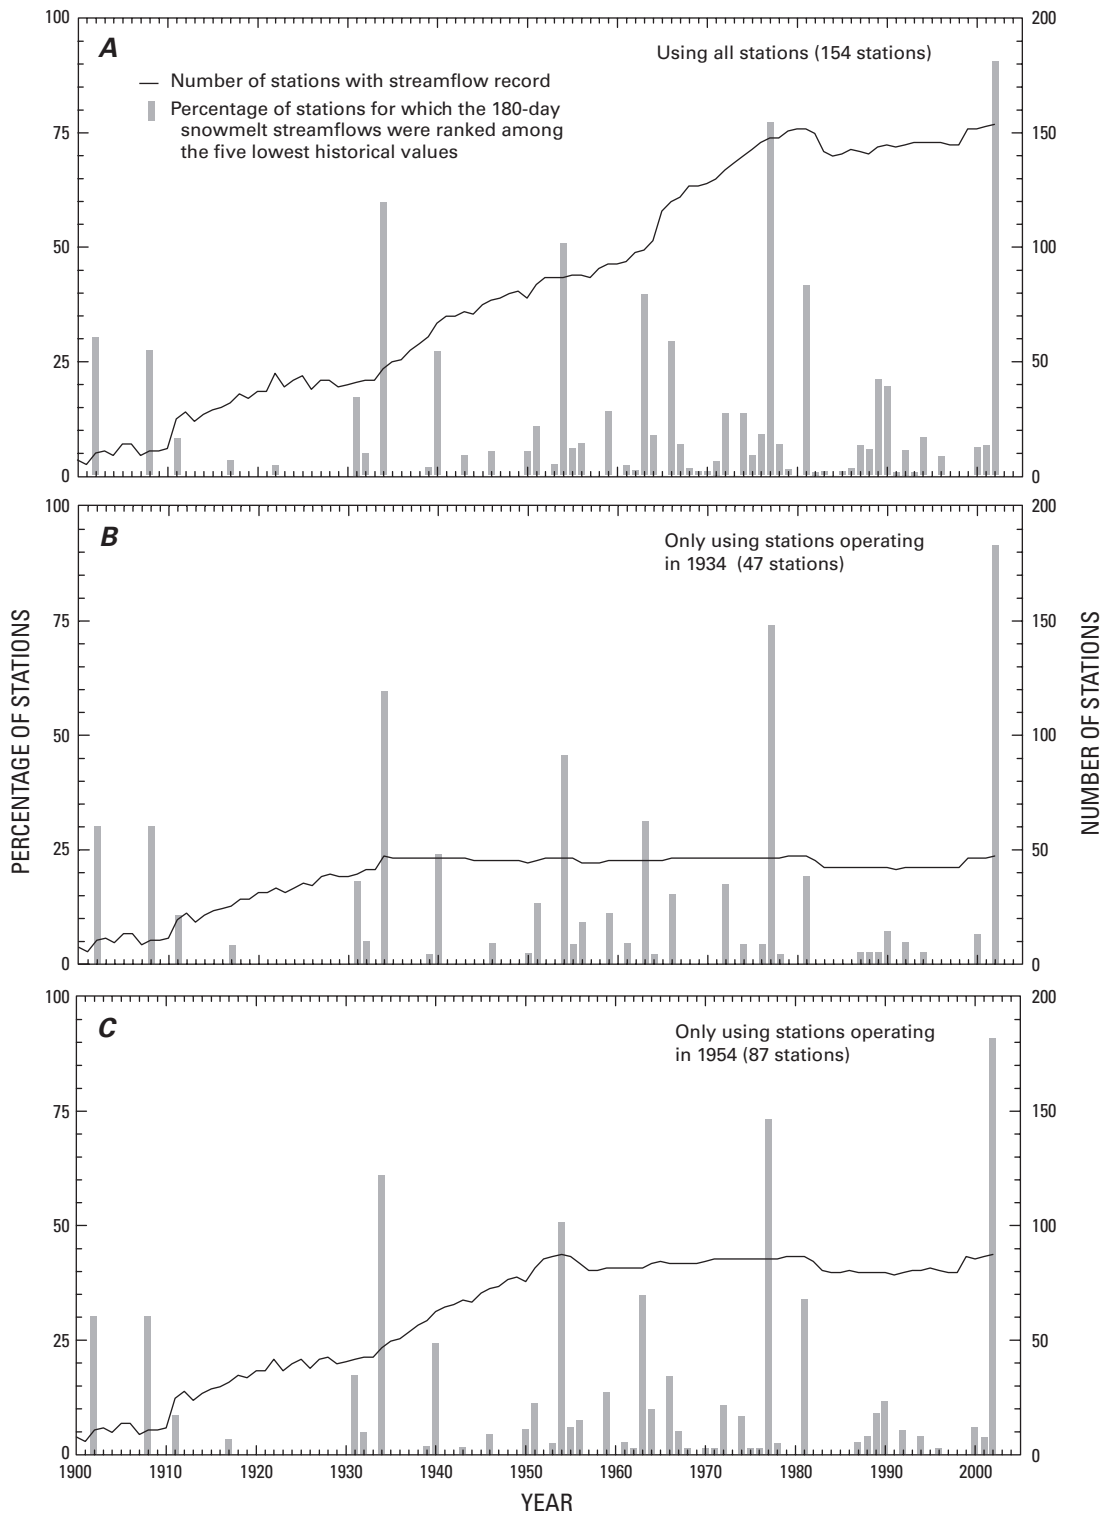 100
75
50
25
0
200
150
100
50
0
A
Using all stations (154 stations)
Number of stations with streamflow record
Percentage of stations for which the 180-day
snowmelt streamflows were ranked among
the five lowest historical values
100
75
50
25
0
200
150
100
50
0
B
Only using stations operating
in 1934 (47 stations)
PERCENTAGE OF STATIONS
NUMBER OF STATIONS
100
75
50
25
0
200
150
100
50
0
C
Only using stations operating
in 1954 (87 stations)
1900 1910 1920 1930 1940 1950 1960 1970 1980 1990 2000
YEAR